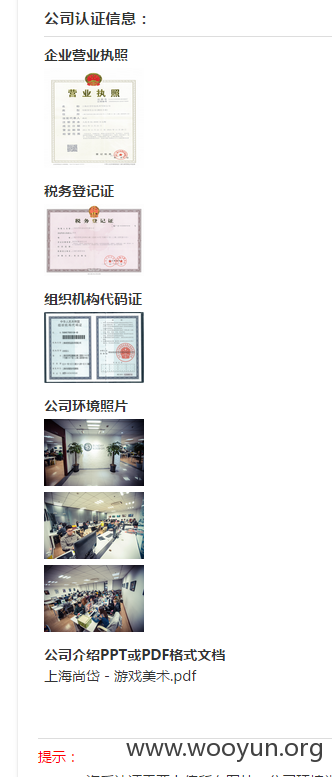 公司认证信息：
企业营业执照
营业执照
税务登记证
税务登记证
组织机构代码证
公司环境照片
公司介绍PPT或PDF格式文档
上海尚岱 - 游戏美术.pdf
www.wooyun.org
提示：